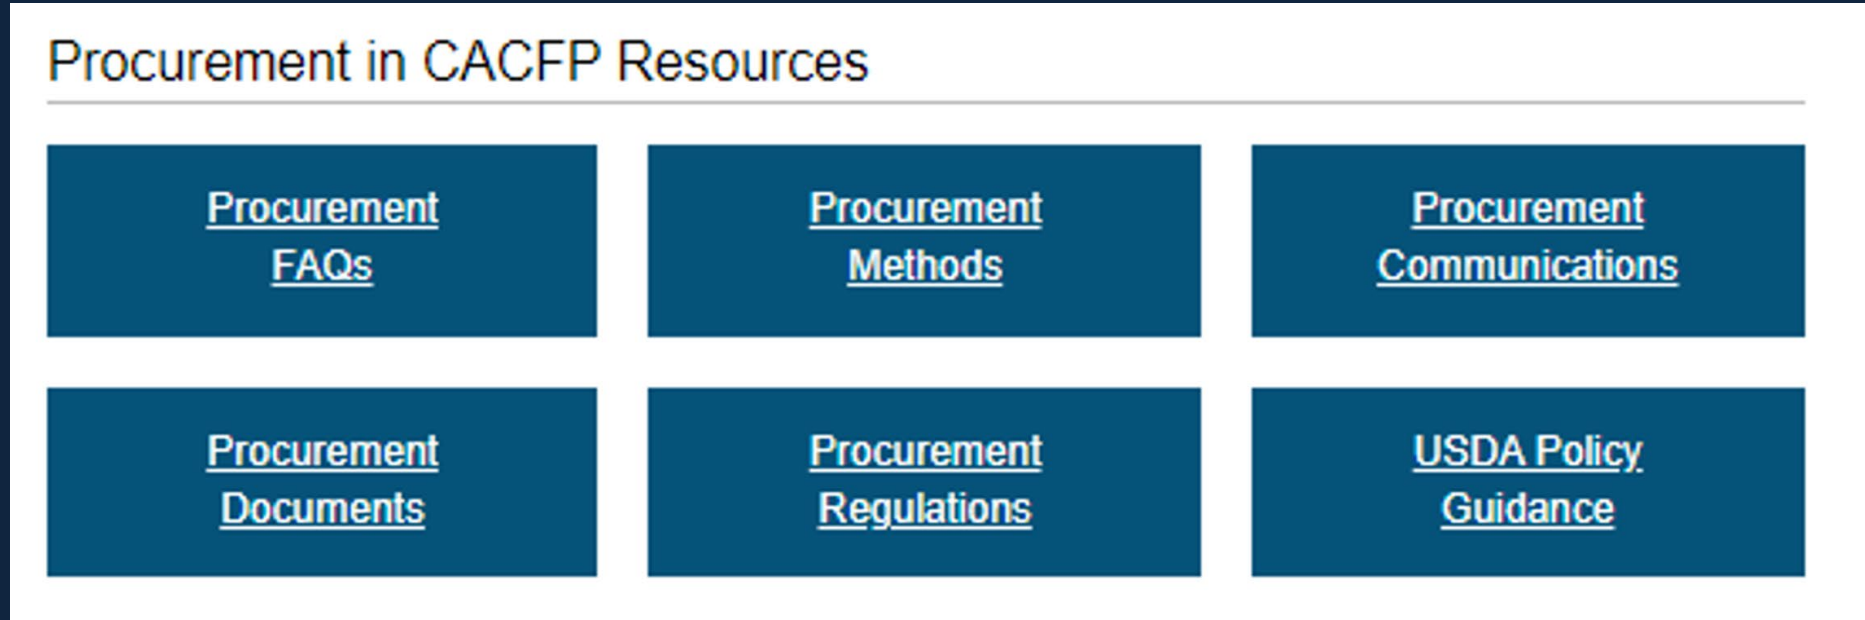 Procurement in CACFP Resources
Procurement
FAQs
Procurement
Methods
Procurement
Communications
Procurement
Documents
Procurement
Regulations
USDA Policy
Guidance